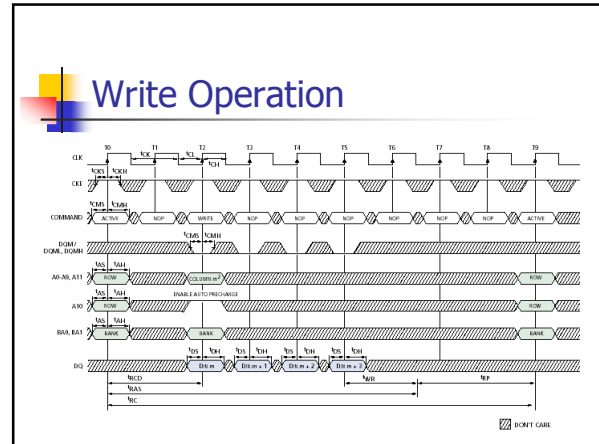 Write Operation
T0 T1 T2 T3 T4 T5 T6 T7 T8 T9
tCK tCL
CLK
tCH
tCKS tCKH
CKE
tCMS tCMH
COMMAND ACTIVE NOP WRITE NOP NOP NOP NOP NOP NOP ACTIVE
tCMS tCMH
DQM /
DQML, DQMH
tAS tAH
A0-A9, A11 ROW COLUMN m2 ROW
tAS tAH ENABLE AUTO PRECHARGE
A10 ROW ROW
tAS tAH
BA0, BA1 BANK BANK BANK
tDS tDH tDS tDH tDS tDH tDS tDH
DQ DIN m DIN m + 1 DIN m + 2 DIN m + 3
tRCD tWR tRP
tRAS
tRC
DON'T CARE